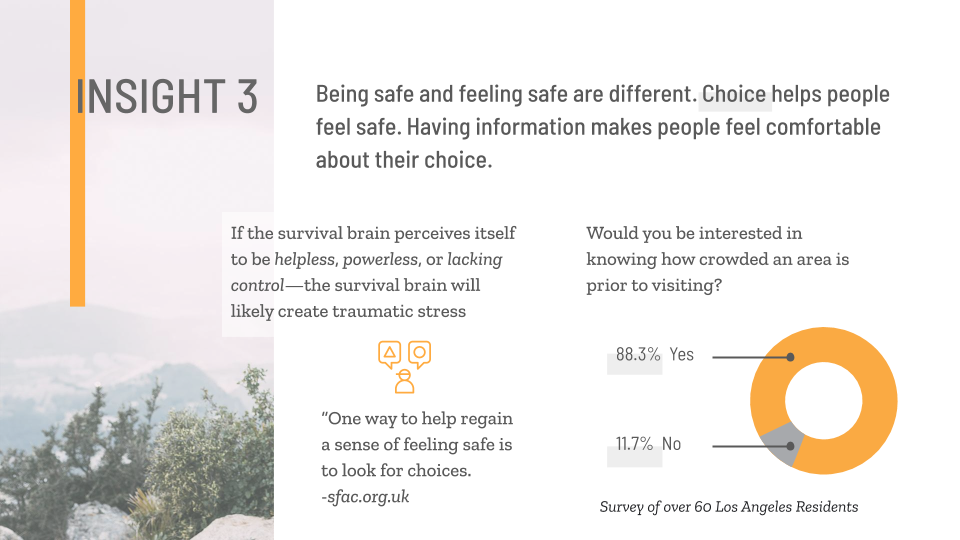 INSIGHT 3
Being safe and feeling safe are different. Choice helps people
feel safe. Having information makes people feel comfortable
about their choice.
If the survival brain perceives itself
to be helpless, powerless, or lacking
control—the survival brain will
likely create traumatic stress
"One way to help regain
a sense of feeling safe is
to look for choices.
-sfac.org.uk
Would you be interested in
knowing how crowded an area is
prior to visiting?
88.3% Yes
11.7% No
Survey of over 60 Los Angeles Residents